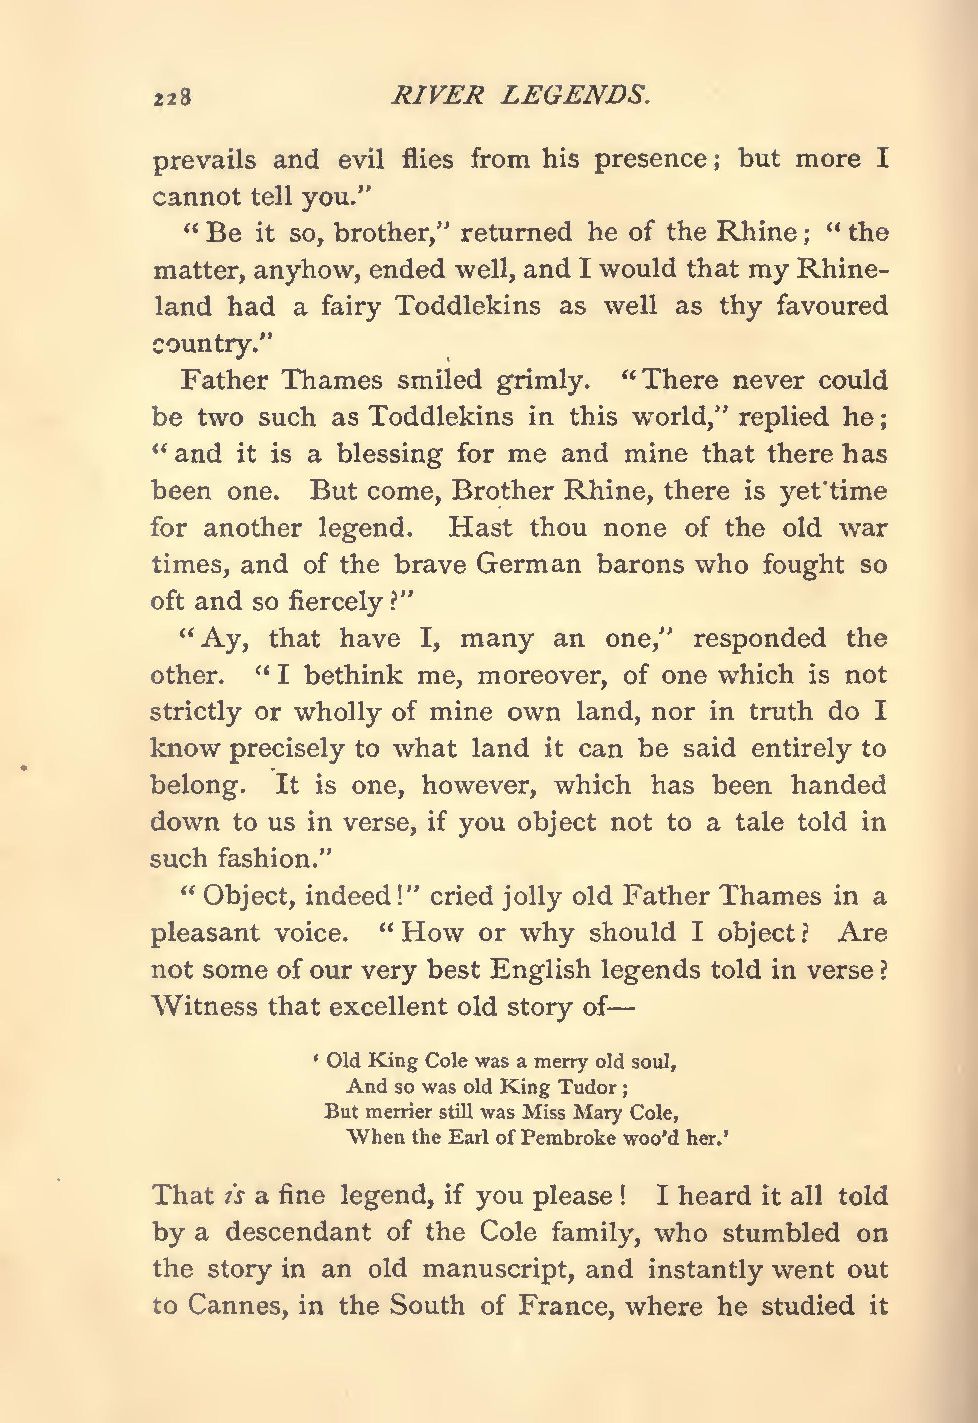 228 RIVER LEGENDS.
prevails and evil flies from his presence; but more I
cannot tell you."
"Be it so, brother," returned he of the Rhine; "the
matter, anyhow, ended well, and I would that my Rhine-
land had a fairy Toddlekins as well as thy favoured
country."
Father Thames smiled grimly. "There never could
be two such as Toddlekins in this world," replied he;
"and it is a blessing for me and mine that there has
been one. But come, Brother Rhine, there is yet time
for another legend. Hast thou none of the old war
times, and of the brave German barons who fought so
oft and so fiercely?"
"Ay, that have I, many an one," responded the
other. "I bethink me, moreover, of one which is not
strictly or wholly of mine own land, nor in truth do I
know precisely to what land it can be said entirely to
belong. It is one, however, which has been handed
down to us in verse, if you object not to a tale told in
such fashion."
"Object, indeed!" cried jolly old Father Thames in a
pleasant voice. "How or why should I object? Are
not some of our very best English legends told in verse?
Witness that excellent old story of—
'Old King Cole was a merry old soul,
And so was old King Tudor;
But merrier still was Miss Mary Cole,
When the Earl of Pembroke woo'd her.'
That is a fine legend, if you please! I heard it all told
by a descendant of the Cole family, who stumbled on
the story in an old manuscript, and instantly went out
to Cannes, in the South of France, where he studied it